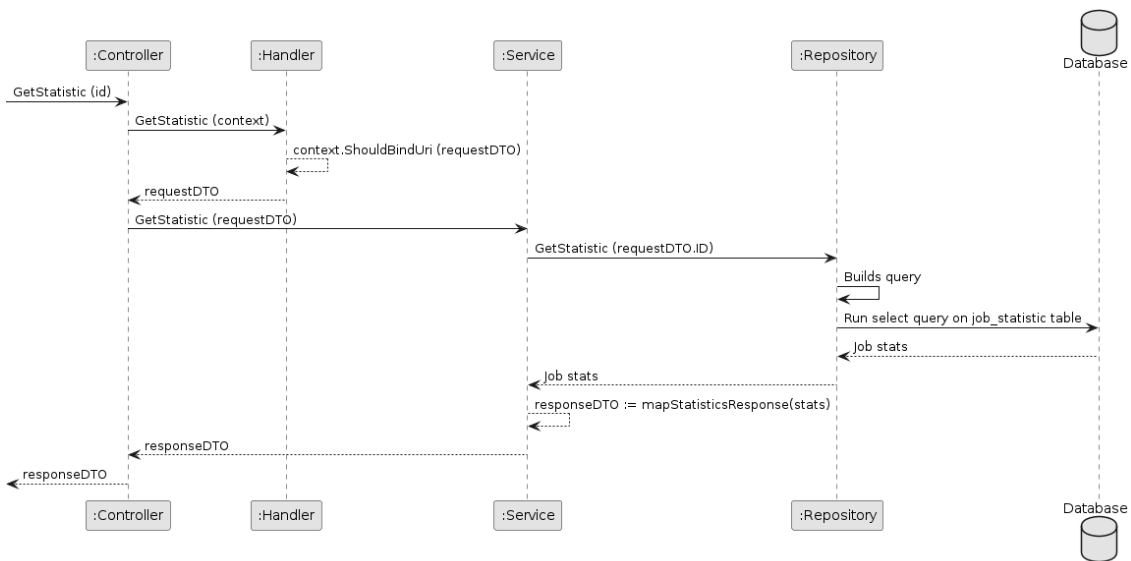 Database
:Controller
:Handler
:Service
:Repository
GetStatistic (id)
GetStatistic (context)
context.ShouldBindUri (requestDTO)
requestDTO
GetStatistic (requestDTO)
GetStatistic (requestDTO.ID)
Builds query
Run select query on job_statistic table
Job stats
Job stats
responseDTO := mapStatisticsResponse(stats)
responseDTO
responseDTO
:Controller
:Handler
:Service
:Repository
Database